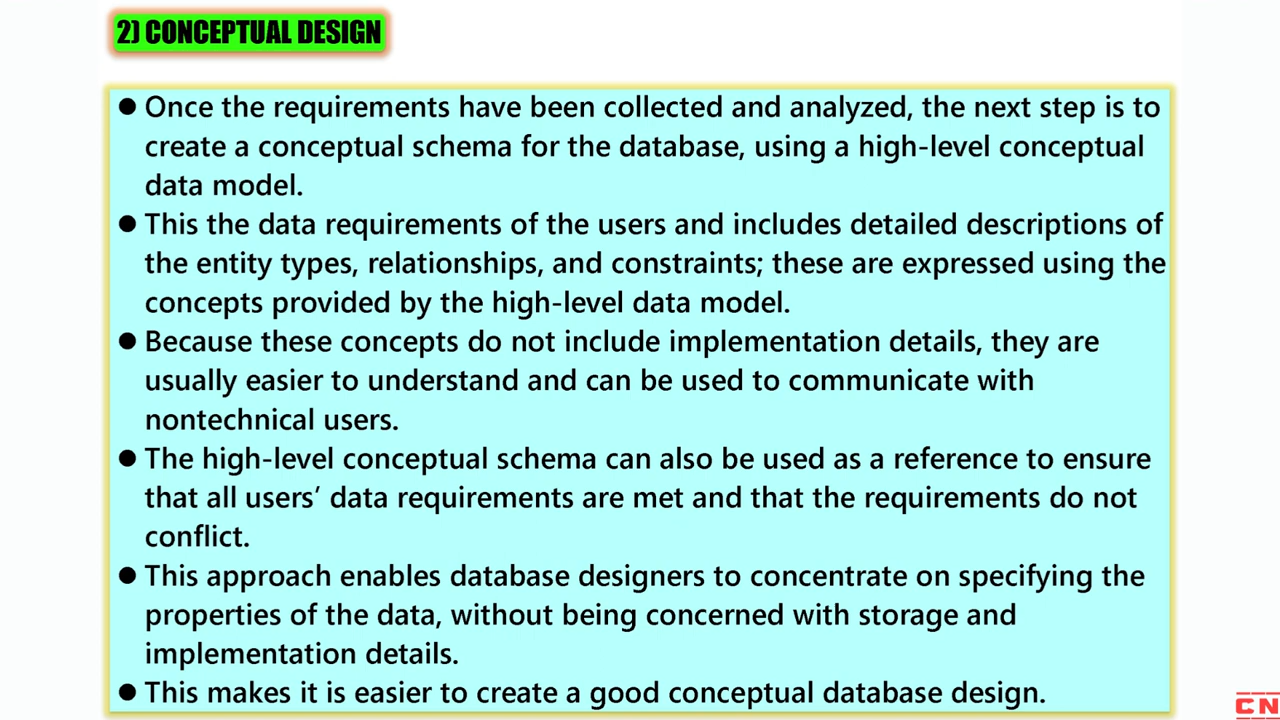 2) CONCEPTUAL DESIGN
● Once the requirements have been collected and analyzed, the next step is to
create a conceptual schema for the database, using a high-level conceptual
data model.
● This the data requirements of the users and includes detailed descriptions of
the entity types, relationships, and constraints; these are expressed using the
concepts provided by the high-level data model.
● Because these concepts do not include implementation details, they are
usually easier to understand and can be used to communicate with
nontechnical users.
● The high-level conceptual schema can also be used as a reference to ensure
that all users’ data requirements are met and that the requirements do not
conflict.
● This approach enables database designers to concentrate on specifying the
properties of the data, without being concerned with storage and
implementation details.
● This makes it is easier to create a good conceptual database design.
CN